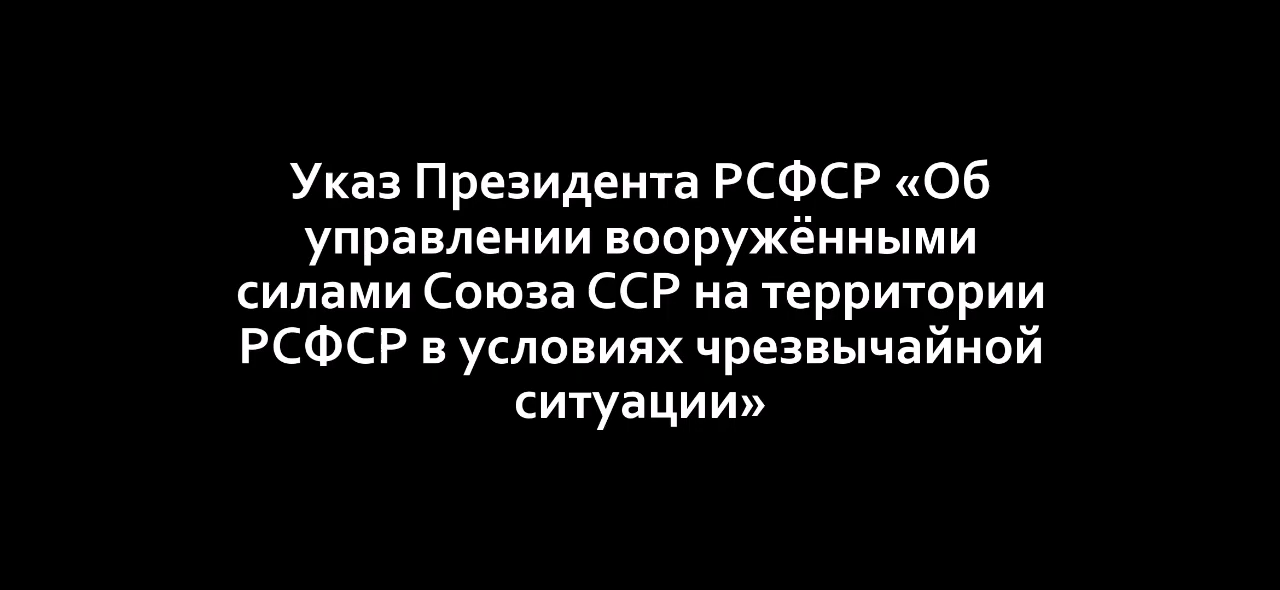 Указ Президента РСФСР «Об
управлении вооружёнными
силами Союза ССР на территории
РСФСР в условиях чрезвычайной
ситуации»